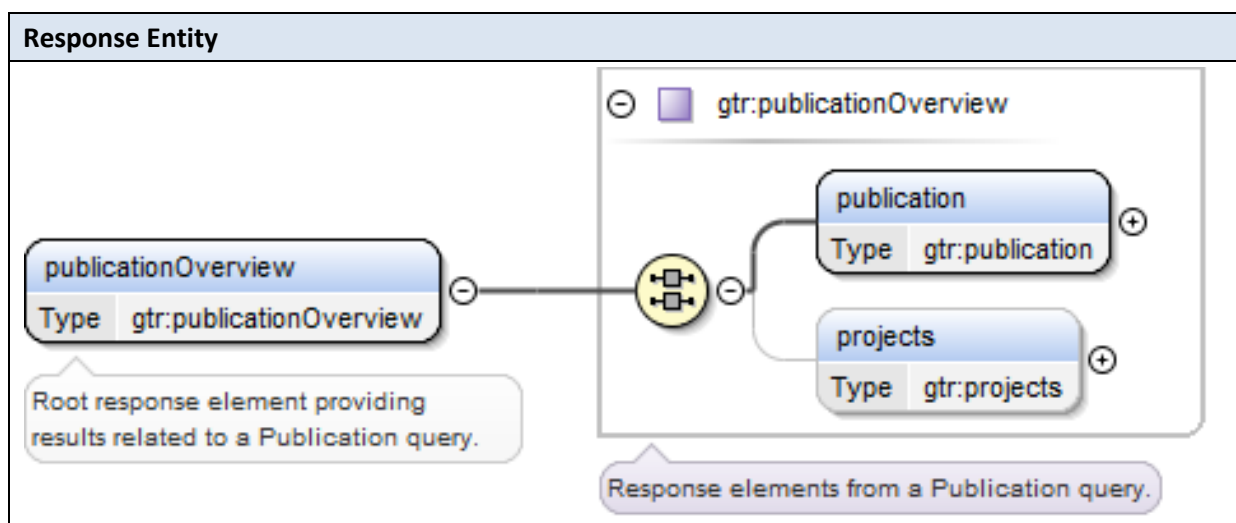 Response Entity
gtr:publicationOverview
publication
Type gtr:publication
publicationOverview
Type gtr:publicationOverview
projects
Type gtr:projects
Root response element providing
results related to a Publication query.
Response elements from a Publication query.